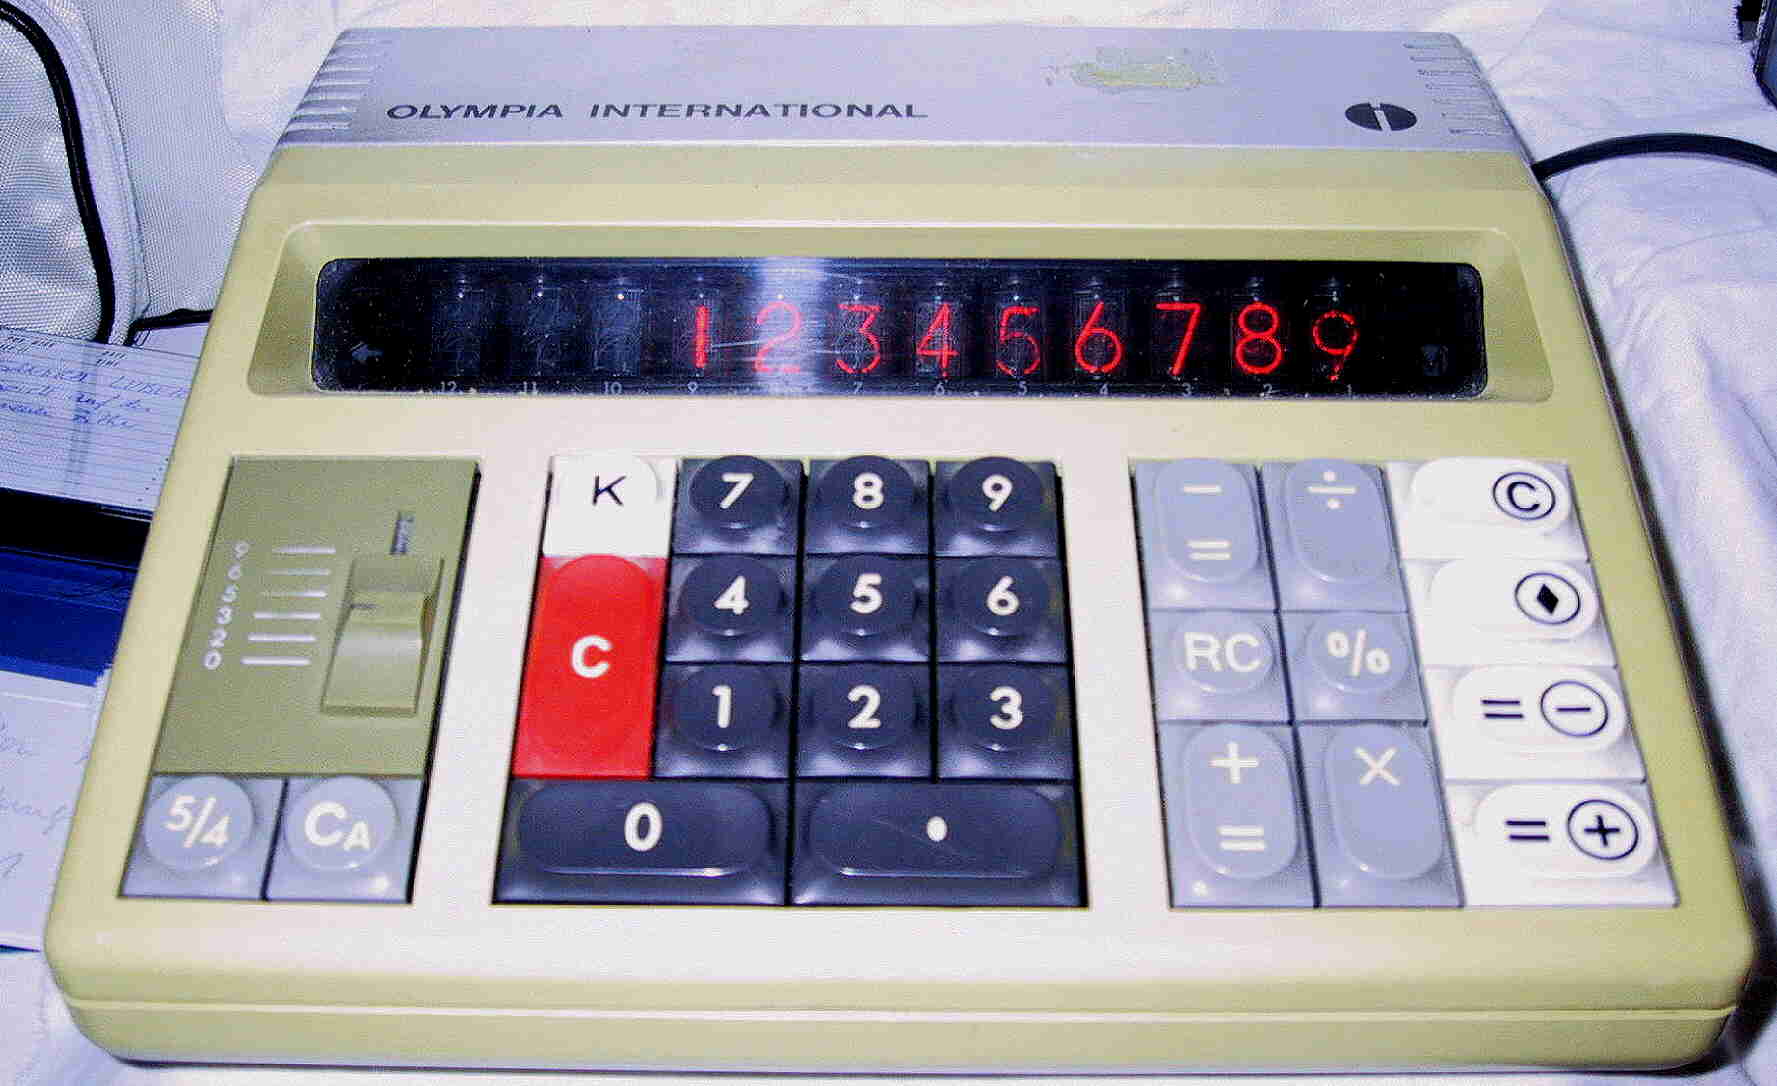 OLYMPIA INTERNATIONAL
123456789
12 11 10 9 7 6 5 4 3 2 1
K 7 8 9 - ÷ C
=
9
6
5
3
2
0
4 5 6 ♦
C RC % = -
1 2 3
+ × = +
=
5/4 CA 0 .